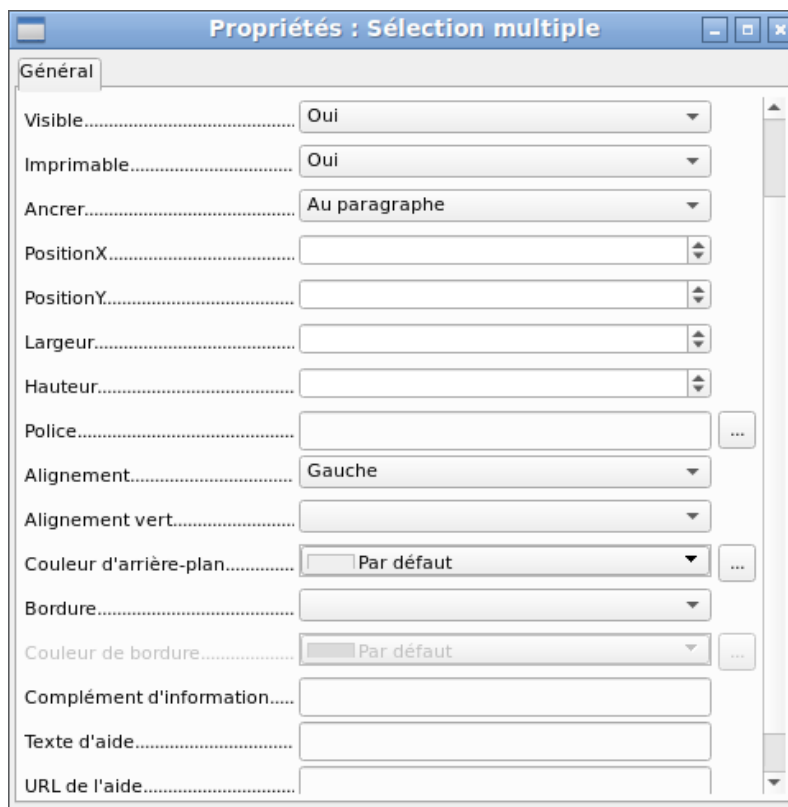 Propriétés : Sélection multiple
Général
Visible............................................ Oui
Imprimable.................................. Oui
Ancrer........................................... Au paragraphe
PositionX......................................
PositionY.......................................
Largeur.........................................
Hauteur........................................
Police............................................ ...
Alignement.................................. Gauche
Alignement vert.........................
Couleur d'arrière-plan.............. Par défaut ...
Bordure........................................
Couleur de bordure................... Par défaut ...
Complément d'information.....
Texte d'aide.................................
URL de l'aide................................